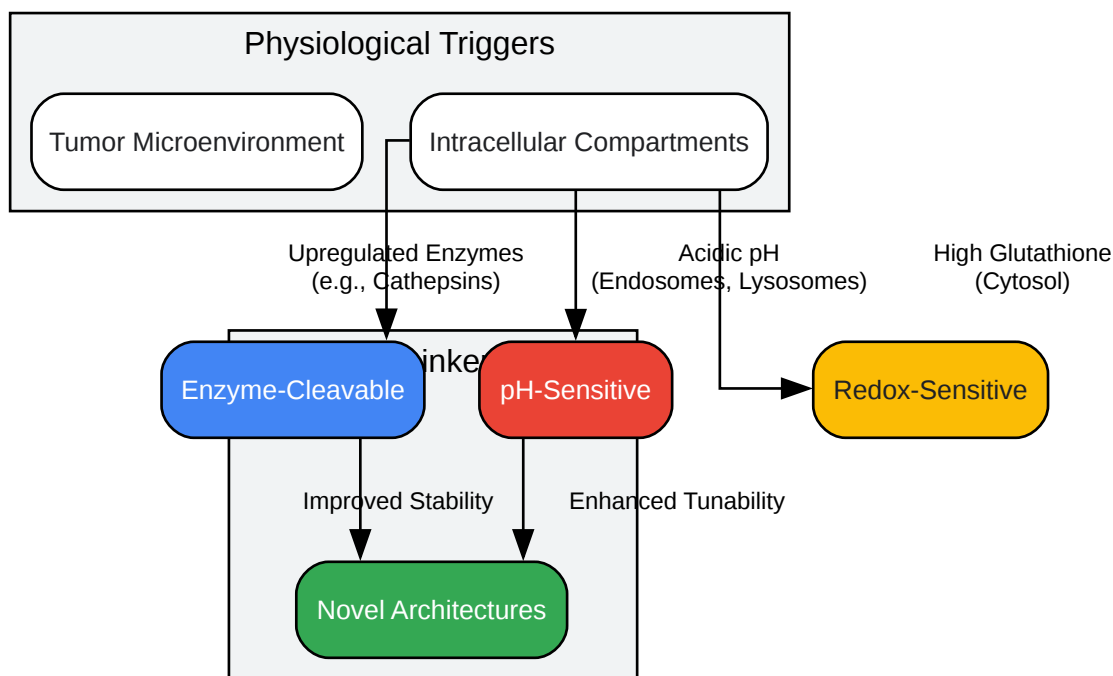 Physiological Triggers
Tumor Microenvironment
Intracellular Compartments
Upregulated Enzymes
(e.g., Cathepsins)
Acidic pH
(Endosomes, Lysosomes)
High Glutathione
(Cytosol)
Enzyme-Cleavable
pH-Sensitive
Redox-Sensitive
Improved Stability
Enhanced Tunability
Novel Architectures